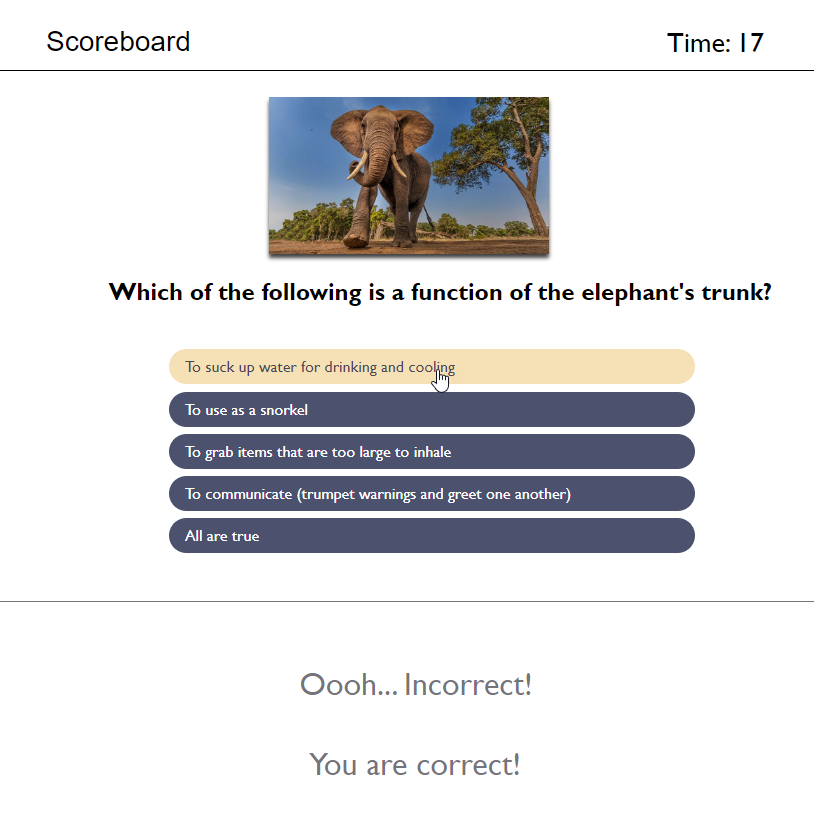 Scoreboard
Time: 17
Which of the following is a function of the elephant's trunk?
To suck up water for drinking and cooling
To use as a snorkel
To grab items that are too large to inhale
To communicate (trumpet warnings and greet one another)
All are true
Oooh... Incorrect!
You are correct!